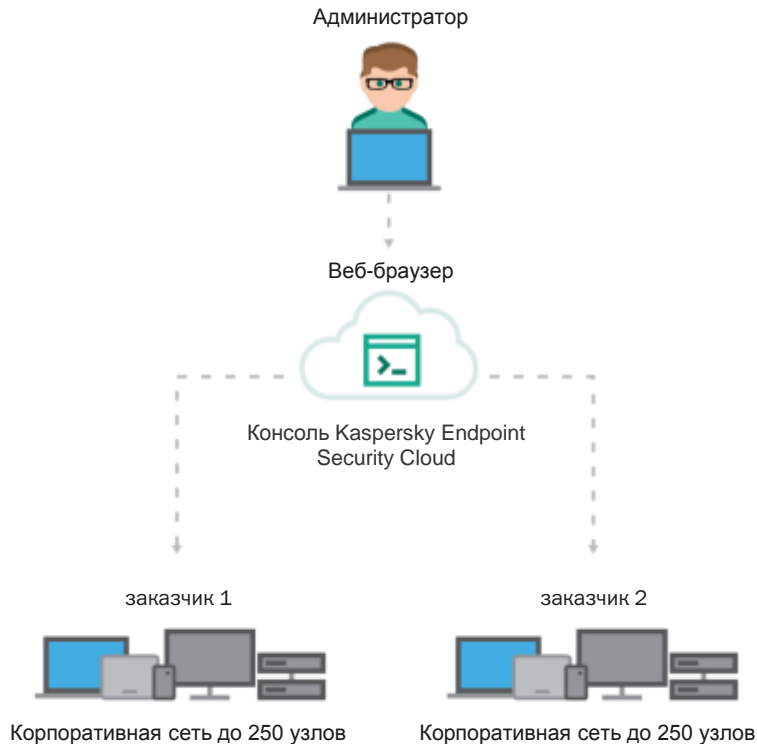 Администратор
Веб-браузер
Консоль Kaspersky Endpoint
Security Cloud
заказчик 1
заказчик 2
Корпоративная сеть до 250 узлов
Корпоративная сеть до 250 узлов